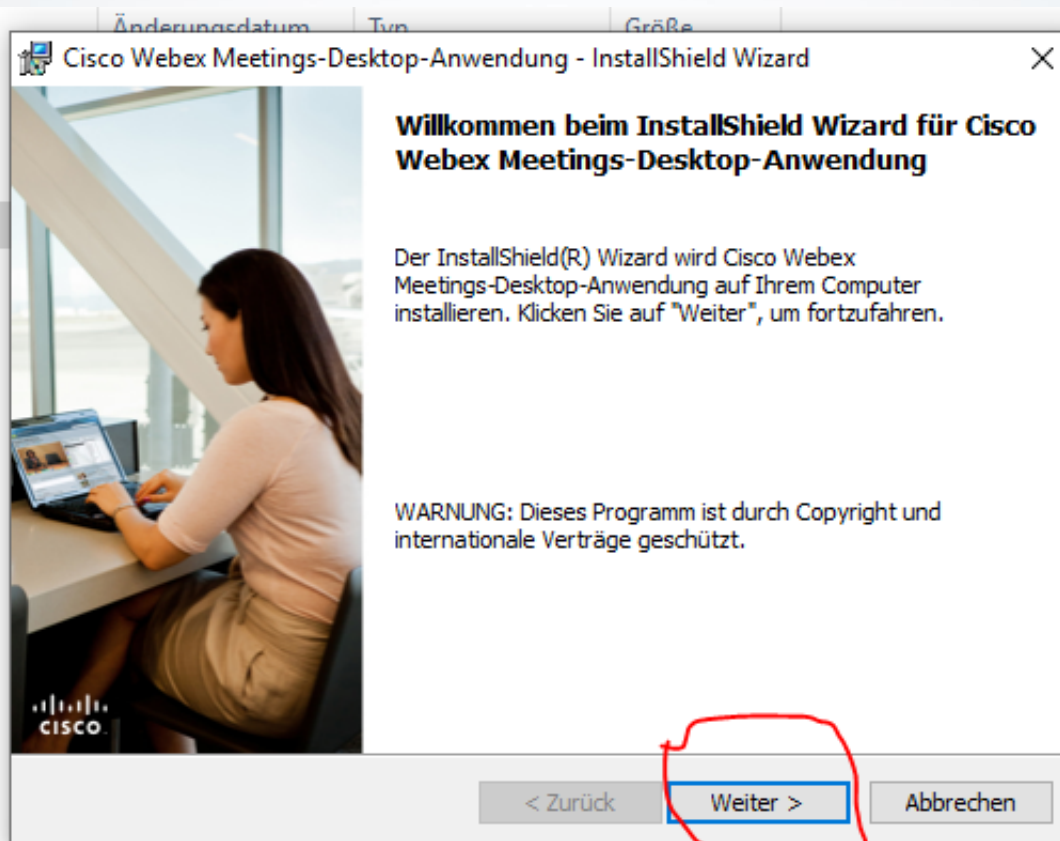 Änderungsdatum Typ Größe
Cisco Webex Meetings-Desktop-Anwendung - InstallShield Wizard
Willkommen beim InstallShield Wizard für Cisco
Webex Meetings-Desktop-Anwendung
Der InstallShield(R) Wizard wird Cisco Webex
Meetings-Desktop-Anwendung auf Ihrem Computer
installieren. Klicken Sie auf "Weiter", um fortzufahren.
WARNUNG: Dieses Programm ist durch Copyright und
internationale Verträge geschützt.
CISCO
< Zurück Weiter > Abbrechen